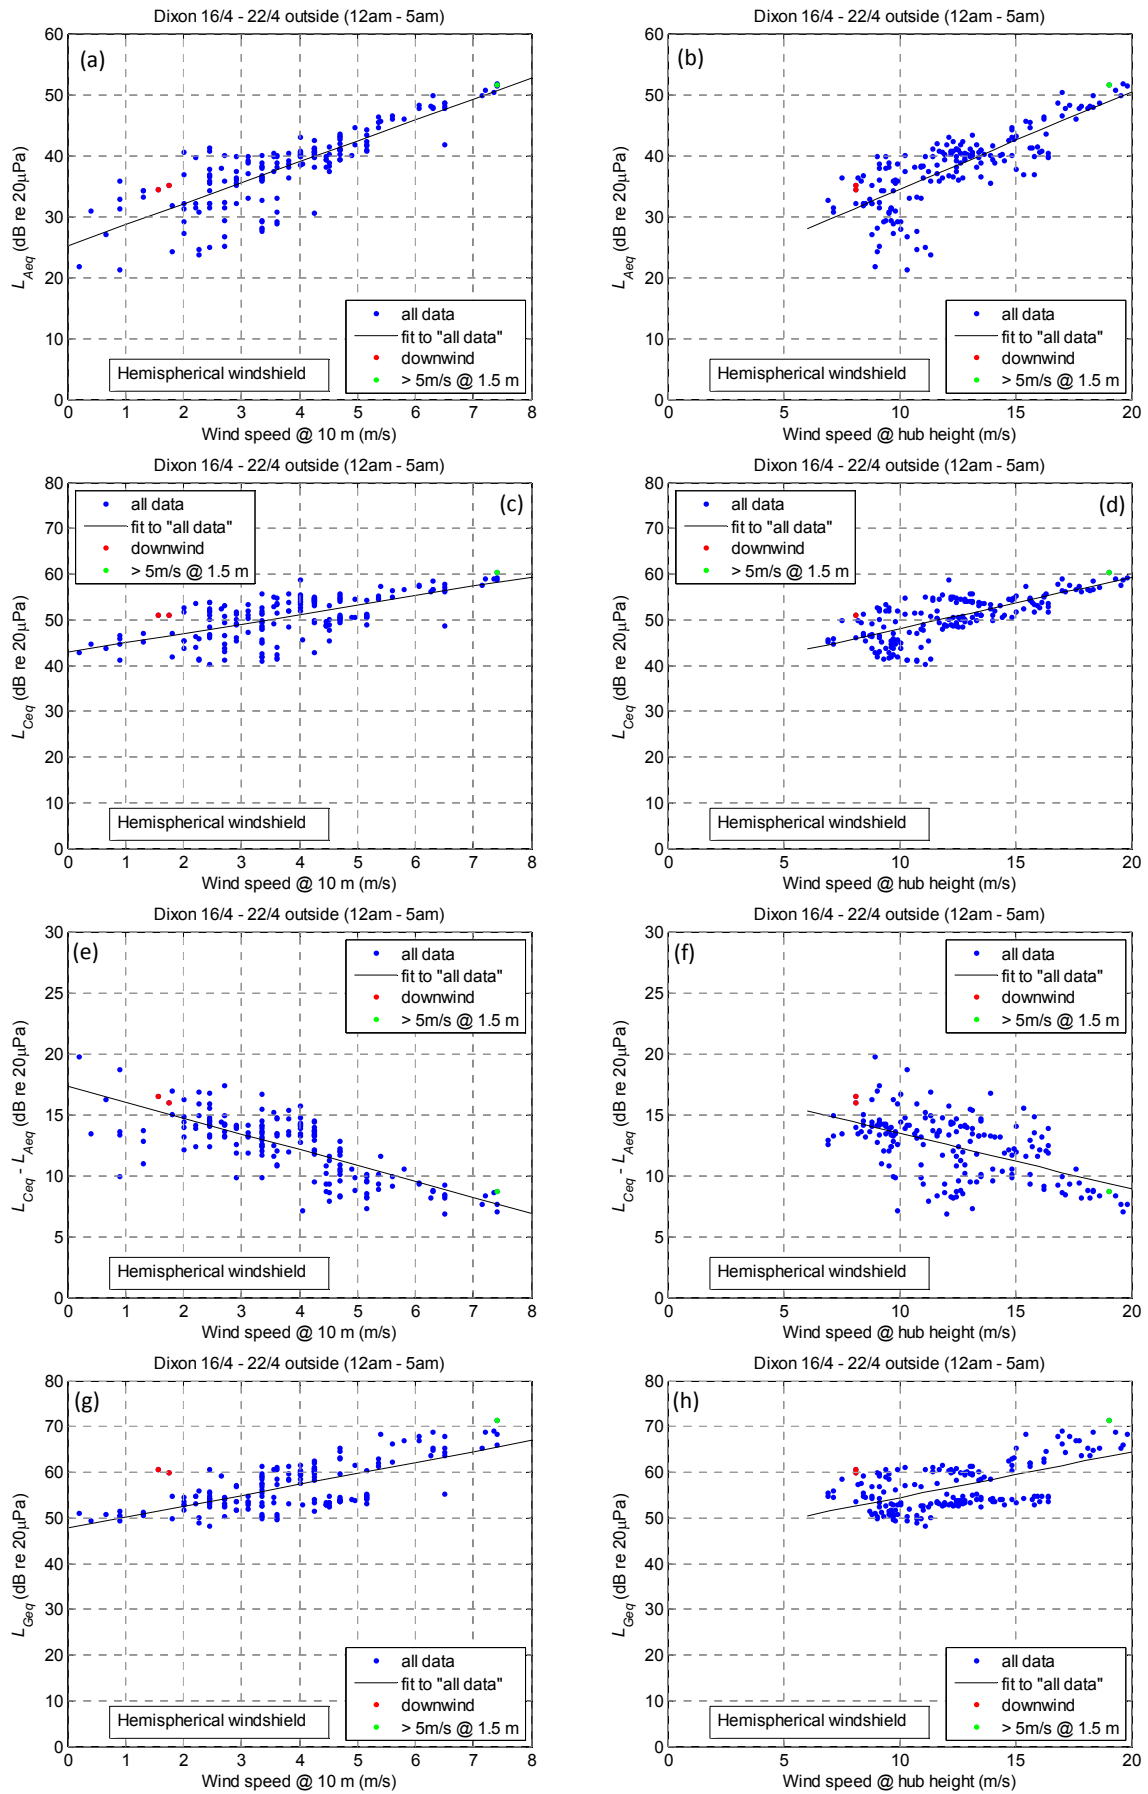 Dixon 16/4 - 22/4 outside (12am - 5am)
(a)
60
50
40
30
20
10
0
L_Aeq (dB re 20μPa)
all data
fit to "all data"
downwind
> 5m/s @ 1.5 m
Hemispherical windshield
0 1 2 3 4 5 6 7 8
Wind speed @ 10 m (m/s)
Dixon 16/4 - 22/4 outside (12am - 5am)
(b)
60
50
40
30
20
10
0
L_Aeq (dB re 20μPa)
all data
fit to "all data"
downwind
> 5m/s @ 1.5 m
Hemispherical windshield
0 5 10 15 20
Wind speed @ hub height (m/s)
Dixon 16/4 - 22/4 outside (12am - 5am)
(c)
80
70
60
50
40
30
20
10
0
L_Ceq (dB re 20μPa)
all data
fit to "all data"
downwind
> 5m/s @ 1.5 m
Hemispherical windshield
0 1 2 3 4 5 6 7 8
Wind speed @ 10 m (m/s)
Dixon 16/4 - 22/4 outside (12am - 5am)
(d)
80
70
60
50
40
30
20
10
0
L_Ceq (dB re 20μPa)
all data
fit to "all data"
downwind
> 5m/s @ 1.5 m
Hemispherical windshield
0 5 10 15 20
Wind speed @ hub height (m/s)
Dixon 16/4 - 22/4 outside (12am - 5am)
(e)
30
25
20
15
10
5
0
L_Ceq - L_Aeq (dB re 20μPa)
all data
fit to "all data"
downwind
> 5m/s @ 1.5 m
Hemispherical windshield
0 1 2 3 4 5 6 7 8
Wind speed @ 10 m (m/s)
Dixon 16/4 - 22/4 outside (12am - 5am)
(f)
30
25
20
15
10
5
0
L_Ceq - L_Aeq (dB re 20μPa)
all data
fit to "all data"
downwind
> 5m/s @ 1.5 m
Hemispherical windshield
0 5 10 15 20
Wind speed @ hub height (m/s)
Dixon 16/4 - 22/4 outside (12am - 5am)
(g)
80
70
60
50
40
30
20
10
0
L_Geq (dB re 20μPa)
all data
fit to "all data"
downwind
> 5m/s @ 1.5 m
Hemispherical windshield
0 1 2 3 4 5 6 7 8
Wind speed @ 10 m (m/s)
Dixon 16/4 - 22/4 outside (12am - 5am)
(h)
80
70
60
50
40
30
20
10
0
L_Geq (dB re 20μPa)
all data
fit to "all data"
downwind
> 5m/s @ 1.5 m
Hemispherical windshield
0 5 10 15 20
Wind speed @ hub height (m/s)